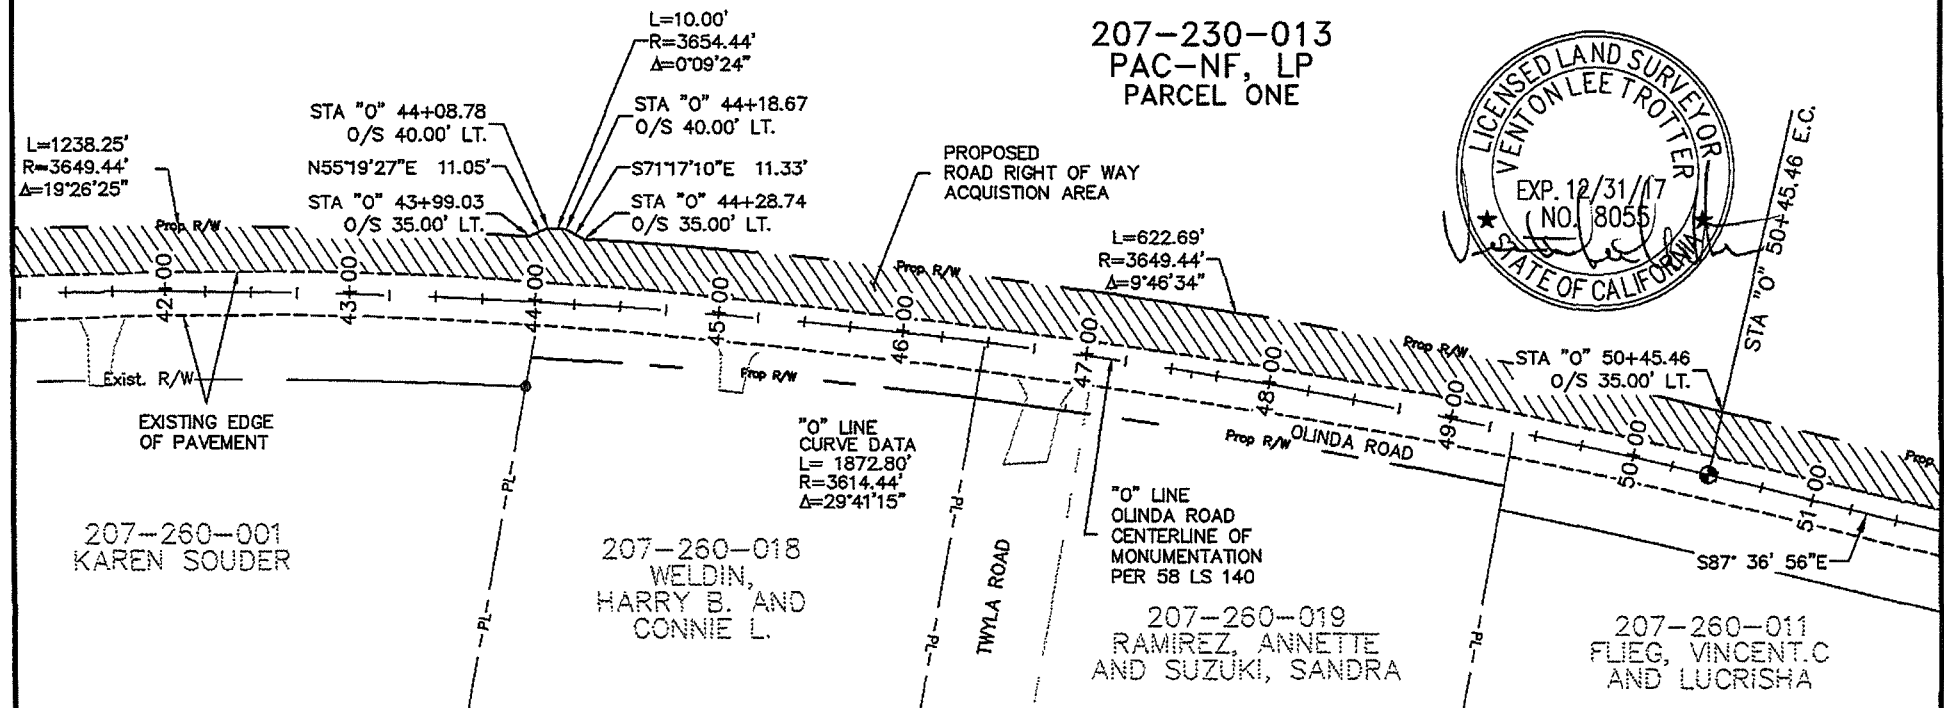 L=10.00'
R=3654.44'
Δ=0°09'24"
207-230-013
PAC-NF, LP
PARCEL ONE
LICENSED LAND SURVEYOR
VENTON LEE TROTTER
EXP. 12/31/17
NO. 8055
STATE OF CALIFORNIA
STA "O" 50+45.46 E.C.
STA "O" 44+08.78
O/S 40.00' LT.
STA "O" 44+18.67
O/S 40.00' LT.
L=1238.25'
R=3649.44'
Δ=19°26'25"
N55°19'27"E 11.05'
S71°17'10"E 11.33'
STA "O" 43+99.03
O/S 35.00' LT.
STA "O" 44+28.74
O/S 35.00' LT.
PROPOSED
ROAD RIGHT OF WAY
ACQUISTION AREA
L=622.69'
R=3649.44'
Δ=9°46'34"
Prop R/W
Prop R/W
Prop R/W
Prop
42+00
43+00
44+00
45+00
46+00
47+00
48+00
49+00
50+00
51+00
STA "O" 50+45.46
O/S 35.00' LT.
Exist. R/W
Prop R/W
Prop R/W
OLINDA ROAD
EXISTING EDGE
OF PAVEMENT
"O" LINE
CURVE DATA
L= 1872.80'
R=3614.44'
Δ=29°41'15"
"O" LINE
OLINDA ROAD
CENTERLINE OF
MONUMENTATION
PER 58 LS 140
S87° 36' 56"E
PL
PL
PL
PL
PL
TWYLA ROAD
207-260-001
KAREN SOUDER
207-260-018
WELDIN,
HARRY B. AND
CONNIE L.
207-260-019
RAMIREZ, ANNETTE
AND SUZUKI, SANDRA
207-260-011
FLIEG, VINCENT.C
AND LUCRISHA